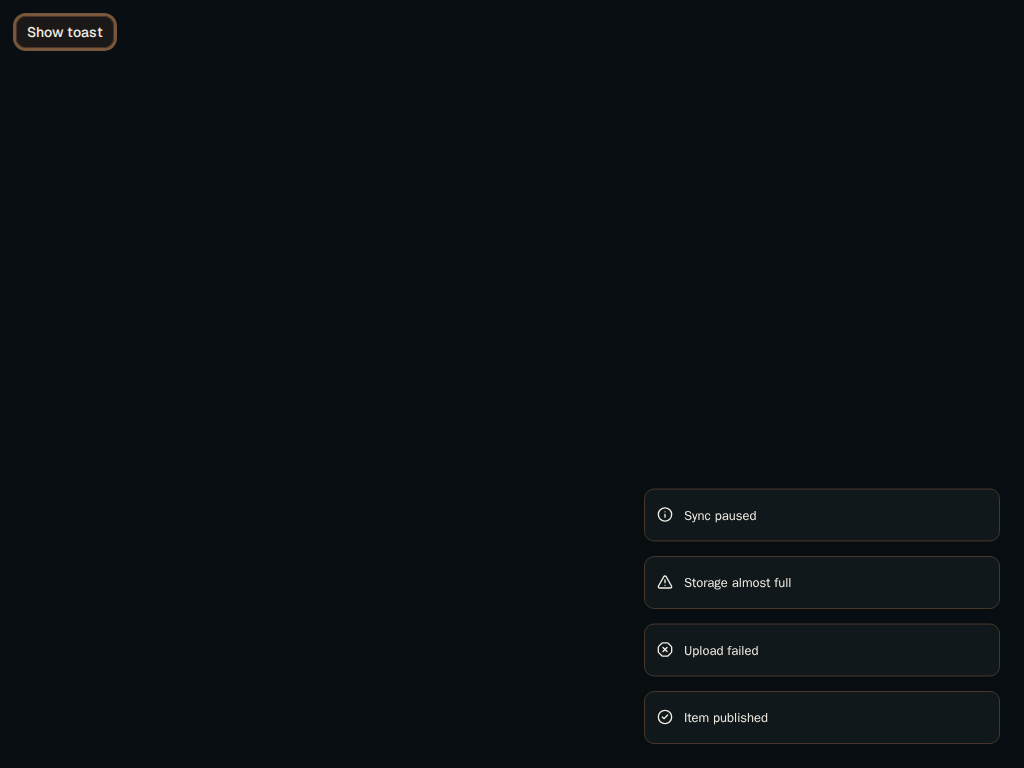 Show toast
Sync paused
Storage almost full
Upload failed
Item published